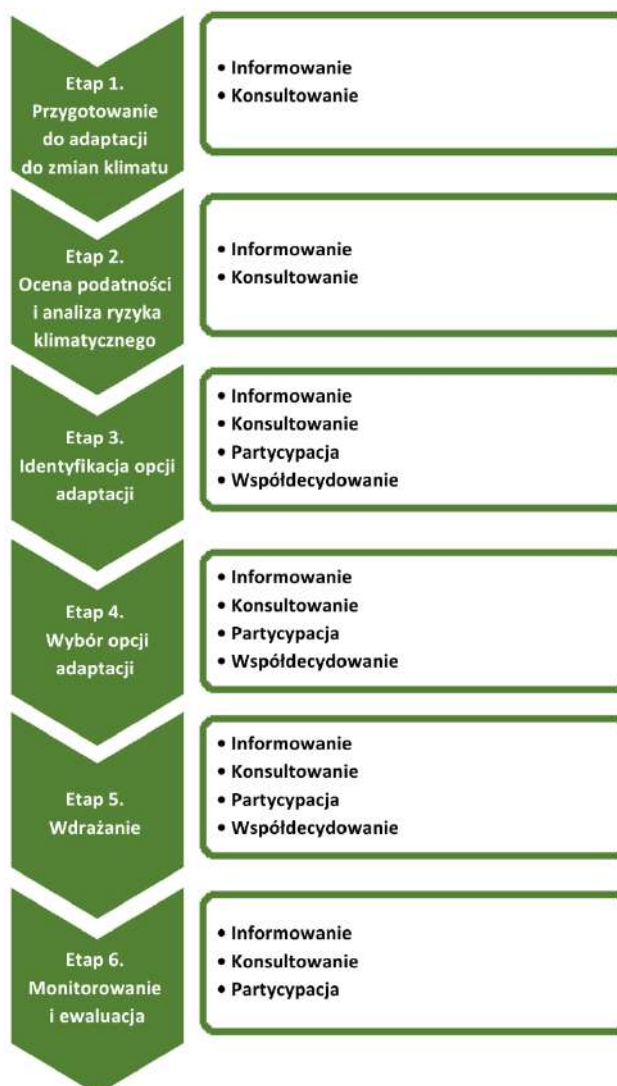 Etap 1.
Przygotowanie
do adaptacji
do zmian klimatu
• Informowanie
• Konsultowanie
Etap 2.
Ocena podatności
i analiza ryzyka
klimatycznego
• Informowanie
• Konsultowanie
Etap 3.
Identyfikacja opcji
adaptacji
• Informowanie
• Konsultowanie
• Partycypacja
• Współdecydowanie
Etap 4.
Wybór opcji
adaptacji
• Informowanie
• Konsultowanie
• Partycypacja
• Współdecydowanie
Etap 5.
Wdrażanie
• Informowanie
• Konsultowanie
• Partycypacja
• Współdecydowanie
Etap 6.
Monitorowanie
i ewaluacja
• Informowanie
• Konsultowanie
• Partycypacja